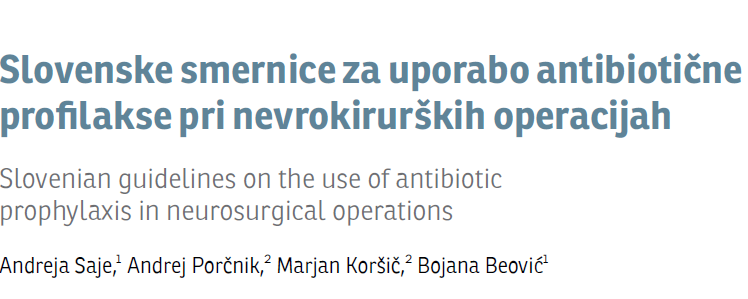 Slovenske smernice za uporabo antibiotične
profilakse pri nevrokirurških operacijah
Slovenian guidelines on the use of antibiotic
prophylaxis in neurosurgical operations
Andreja Saje,¹ Andrej Porčnik,² Marjan Koršič,² Bojana Beović¹